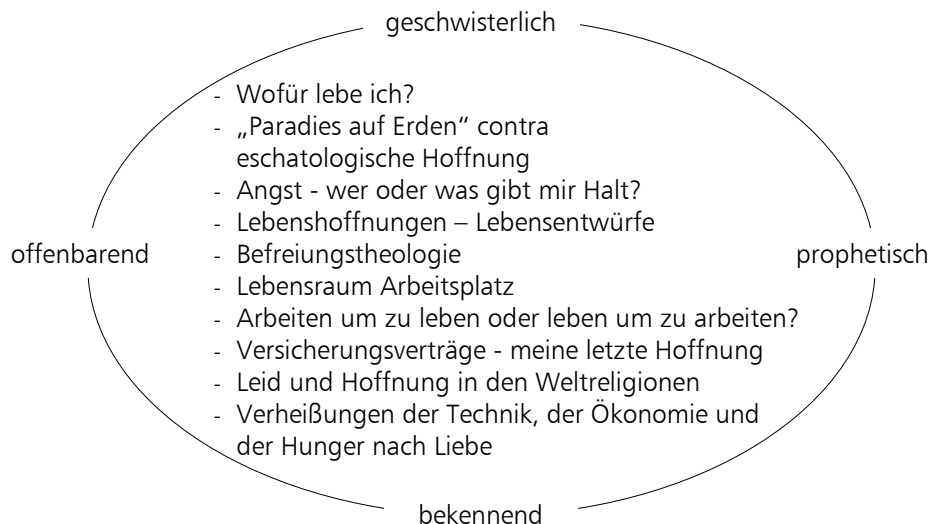 geschwisterlich
- Wofür lebe ich?
- „Paradies auf Erden“ contra
eschatologische Hoffnung
- Angst - wer oder was gibt mir Halt?
- Lebenshoffnungen – Lebensentwürfe
offenbarend
- Befreiungstheologie
prophetisch
- Lebensraum Arbeitsplatz
- Arbeiten um zu leben oder leben um zu arbeiten?
- Versicherungsverträge - meine letzte Hoffnung
- Leid und Hoffnung in den Weltreligionen
- Verheißungen der Technik, der Ökonomie und
der Hunger nach Liebe
bekennend